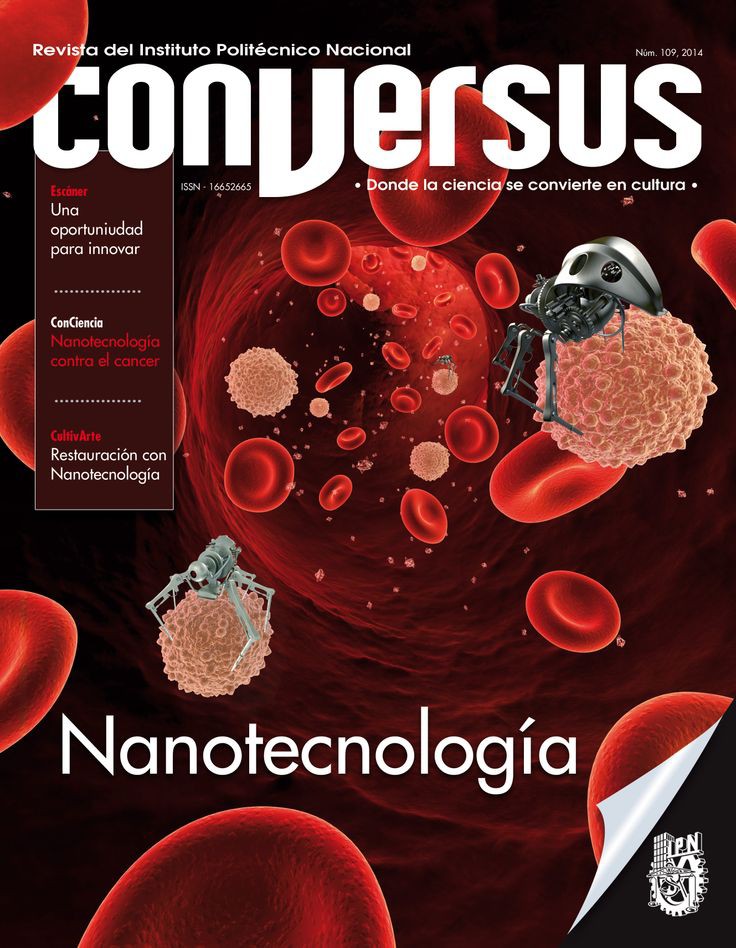 Revista del Instituto Politécnico Nacional
Núm. 109, 2014
conversus
ISSN - 16652665
• Donde la ciencia se convierte en cultura •
Escáner
Una
oportuniudad
para innovar
ConCiencia
Nanotecnología
contra el cancer
CultivArte
Restauración con
Nanotecnología
Nanotecnología
IPN